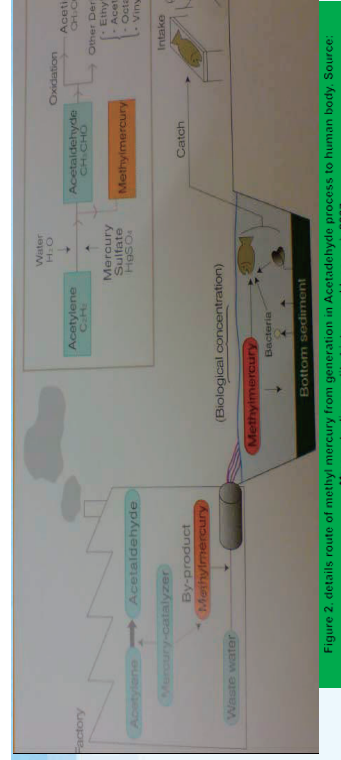 Factory
Acetylene
Acetaldehyde
Mercury-catalyzer
By-product
Methylmercury
Waste water
Water
H₂O
Acetylene
C₂H₂
Mercury
Sulfate
HgSO₄
Acetaldehyde
CH₃CHO
Methylmercury
Oxidation
Other Der
(Biological concentration)
Methylmercury
Bacteria
Bottom sediment
Catch
Intake
Figure 2. details route of methyl mercury from generation in Acetadehyde process to human body. Source: